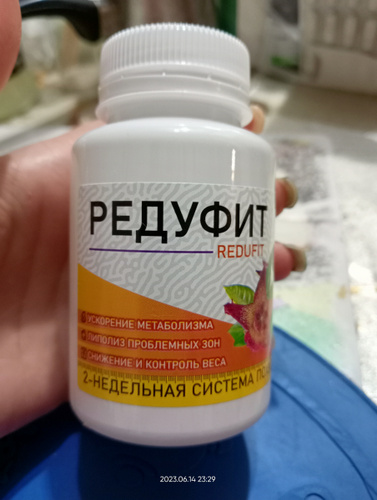 РЕДУФИТ
REDUFIT
УСКОРЕНИЕ МЕТАБОЛИЗМА
ЛИПОЛИЗ ПРОБЛЕМНЫХ ЗОН
СНИЖЕНИЕ И КОНТРОЛЬ ВЕСА
2-НЕДЕЛЬНАЯ СИСТЕМА
2023.06.14 23:29